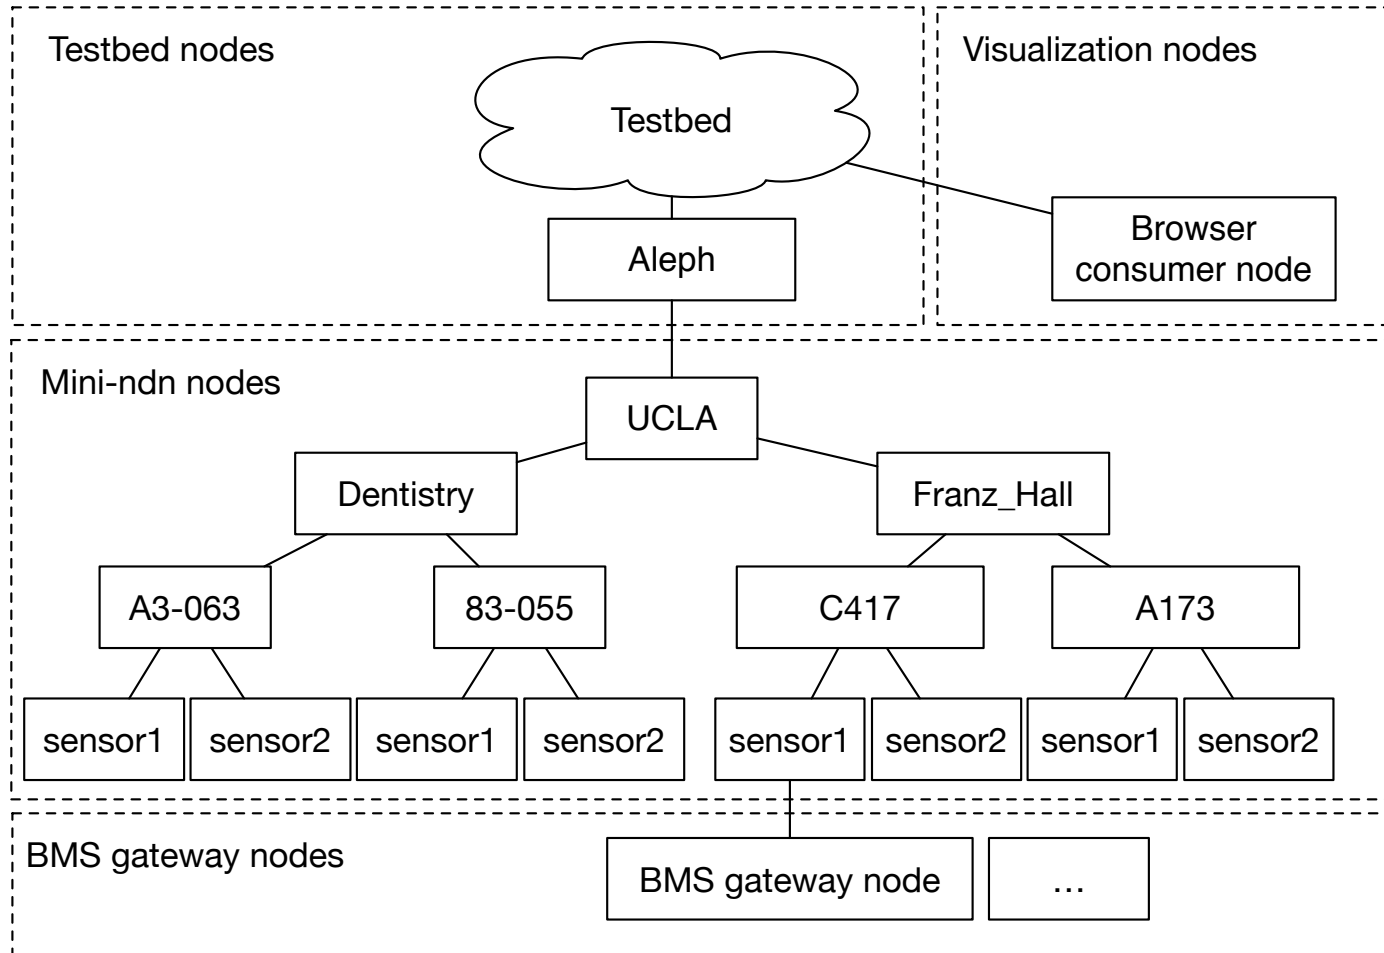 Testbed nodes
Visualization nodes
Testbed
Aleph
Browser
consumer node
Mini-ndn nodes
UCLA
Dentistry
Franz_Hall
A3-063
83-055
C417
A173
sensor1
sensor2
sensor1
sensor2
sensor1
sensor2
sensor1
sensor2
BMS gateway nodes
BMS gateway node
...